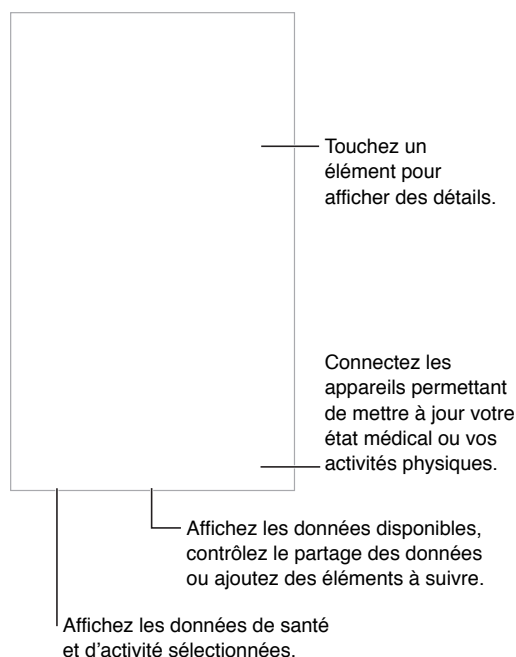 Touchez un
élément pour
afficher des détails.
Connectez les
appareils permettant
de mettre à jour votre
état médical ou vos
activités physiques.
Affichez les données disponibles,
contrôlez le partage des données
ou ajoutez des éléments à suivre.
Affichez les données de santé
et d'activité sélectionnées.